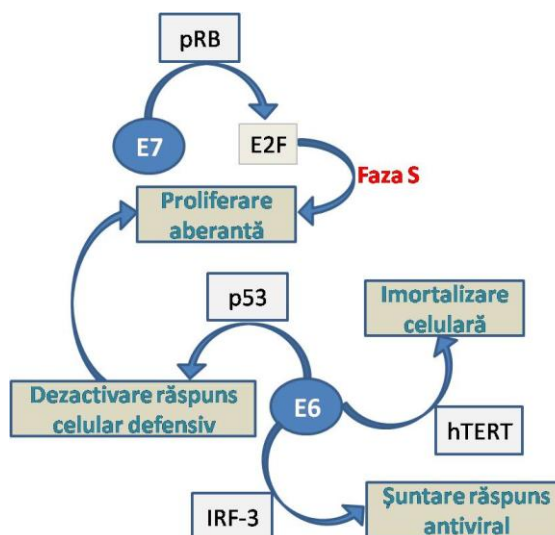 pRB
E7
E2F
Faza S
Proliferare
aberantă
p53
Imortalizare
celulară
Dezactivare răspuns
celular defensiv
E6
hTERT
IRF-3
Şuntare răspuns
antiviral